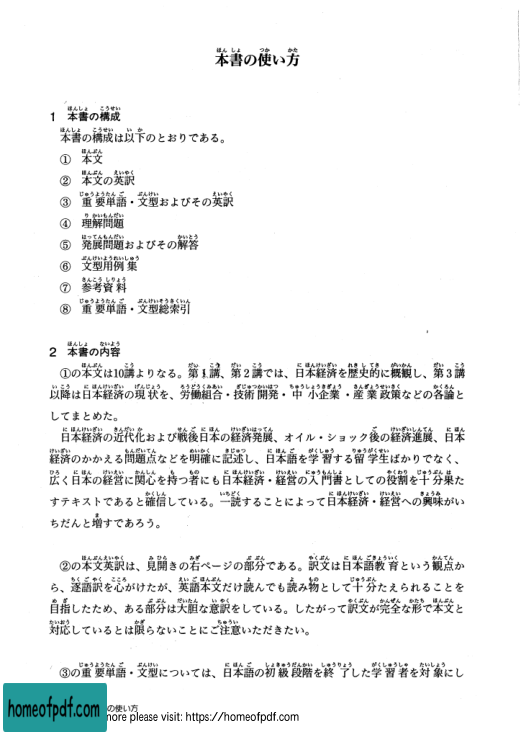 本書の使い方
1 本書の構成
本書の構成は以下のとおりである。
① 本文
② 本文の英訳
③ 重要単語・文型およびその英訳
④ 理解問題
⑤ 発展問題およびその解答
⑥ 文型用例集
⑦ 参考資料
⑧ 重要単語・文型総索引
2 本書の内容
①の本文は10講よりなる。第1講、第2講では、日本経済を歴史的に概観し、第3講
以降は日本経済の現状を、労働組合・技術開発・中小企業・産業政策などの各論と
してまとめた。
日本経済の近代化および戦後日本の経済発展、オイル・ショック後の経済進展、日本
経済のかかえる問題点などを明確に記述し、日本語を学習する留学生ばかりでなく、
広く日本の経営に関心を持つ者にも日本経済・経営の入門書としての役割を十分果た
すテキストであると確信している。一読することによって日本経済・経営への興味がい
ちだんと増すであろう。
②の本文英訳は、見開きの右ページの部分である。訳文は日本語教育という観点か
ら、逐語訳を心がけたが、英語本文だけ読んでも読み物として十分たえられることを
目指したため、ある部分は大胆な意訳をしている。したがって訳文が完全な形で本文と
対応しているとは限らないことにご注意いただきたい。
③の重要単語・文型については、日本語の初級段階を終了した学習者を対象にし
の使い方
homeofpdf.com
more please visit: https://homeofpdf.com